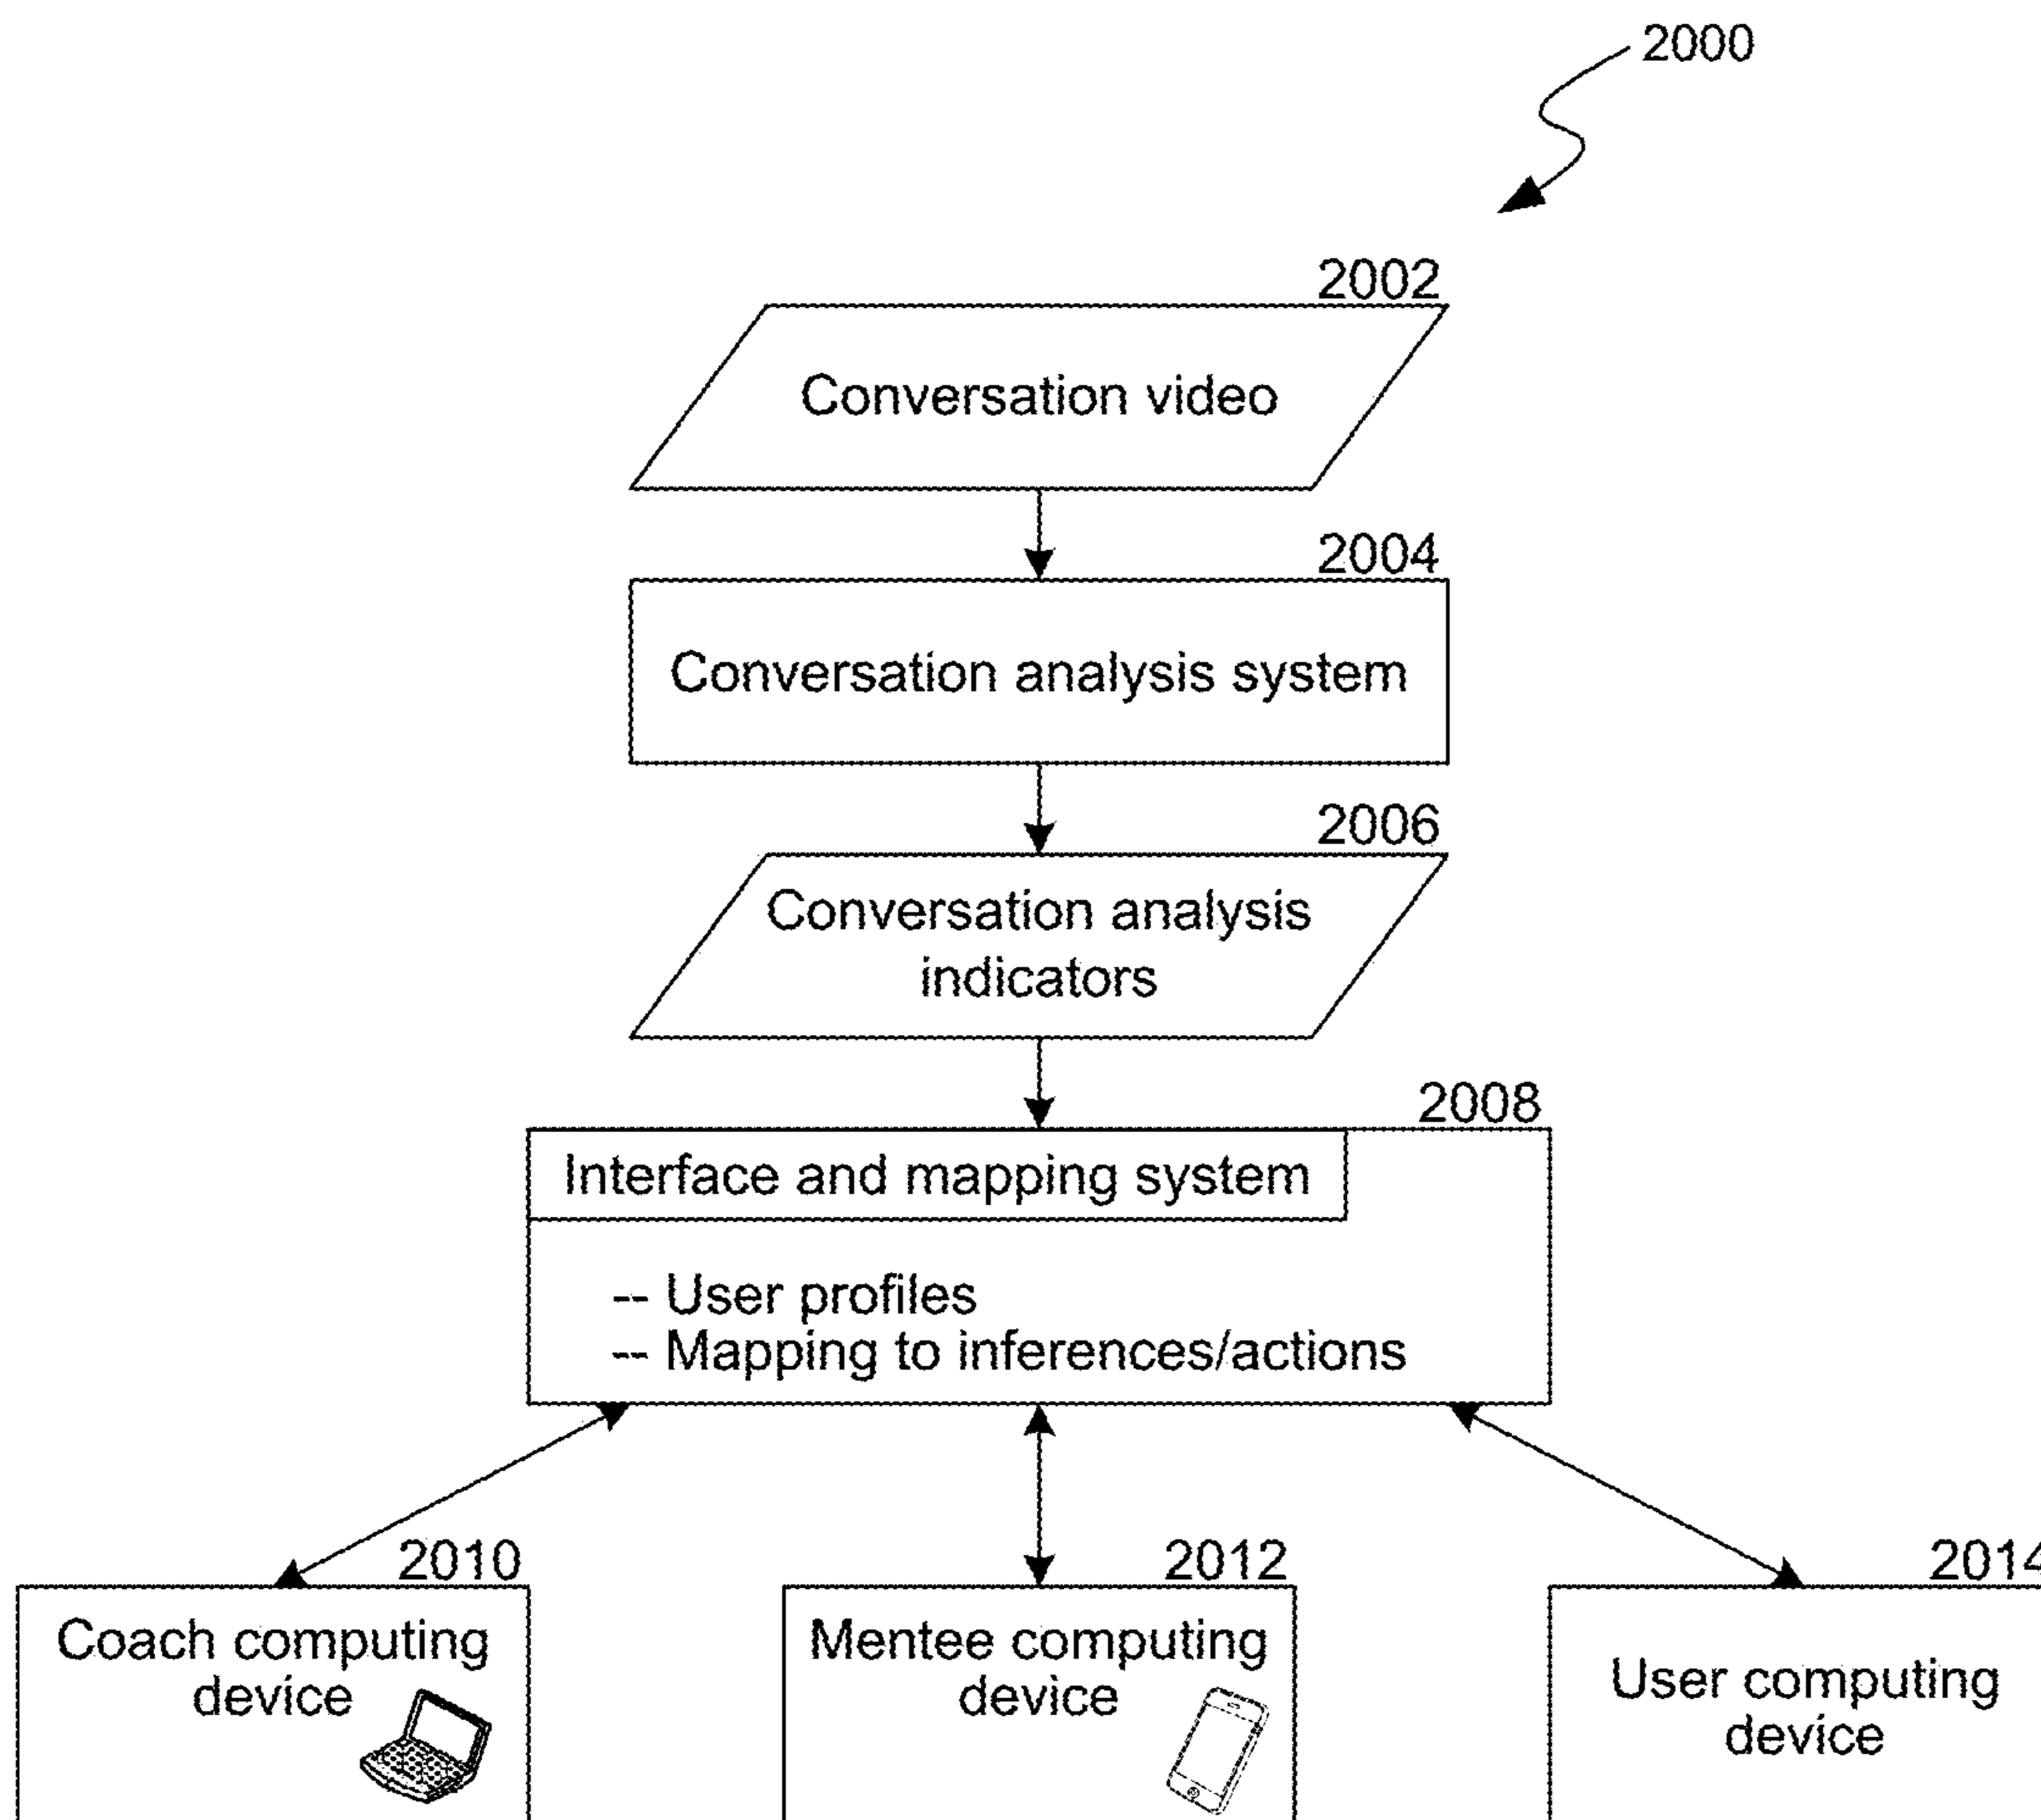 2000
2002
Conversation video
2004
Conversation analysis system
2006
Conversation analysis
indicators
2008
Interface and mapping system
-- User profiles
-- Mapping to inferences/actions
2010
Coach computing
device
2012
Mentee computing
device
2014
User computing
device